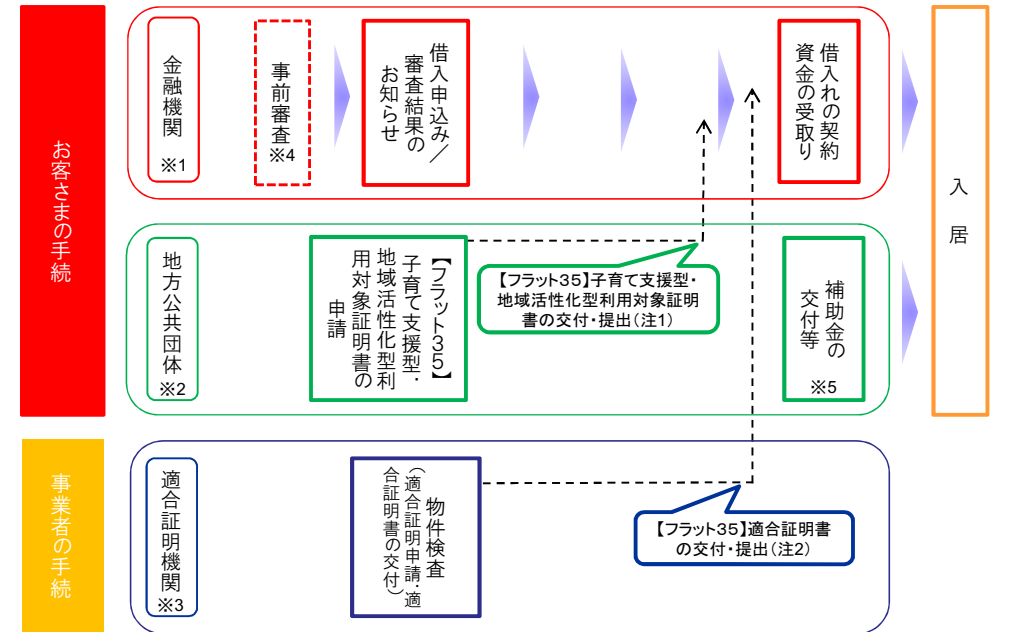 お客さまの手続
金融機関
※1
事前審査
※4
借入申込み／
審査結果の
お知らせ
借入れの契約
資金の受取り
入居
地方公共団体
※2
【フラット35】
子育て支援型・
地域活性化型利
用対象証明書の
申請
【フラット35】子育て支援型・
地域活性化型利用対象証明
書の交付・提出（注1）
補助金の
交付等
※5
事業者の手続
適合証明機関
※3
物件検査
（適合証明申請・適
合証明書の交付）
【フラット35】適合証明書
の交付・提出（注2）